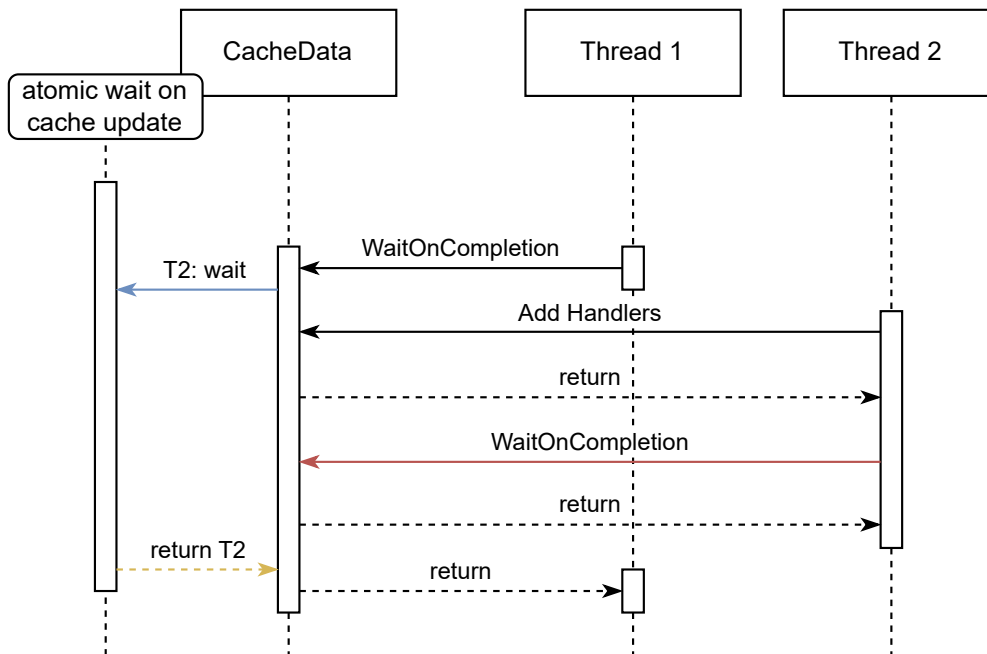 CacheData
Thread 1
Thread 2
atomic wait on
cache update
WaitOnCompletion
T2: wait
Add Handlers
return
WaitOnCompletion
return
return T2
return